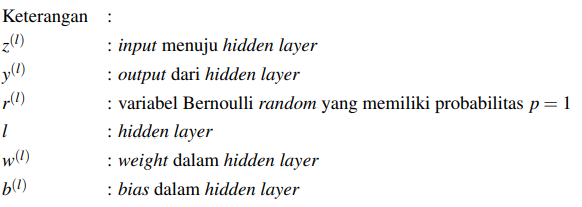 Keterangan :
z^(l) : input menuju hidden layer
y^(l) : output dari hidden layer
r^(l) : variabel Bernoulli random yang memiliki probabilitas p = 1
l : hidden layer
w^(l) : weight dalam hidden layer
b^(l) : bias dalam hidden layer